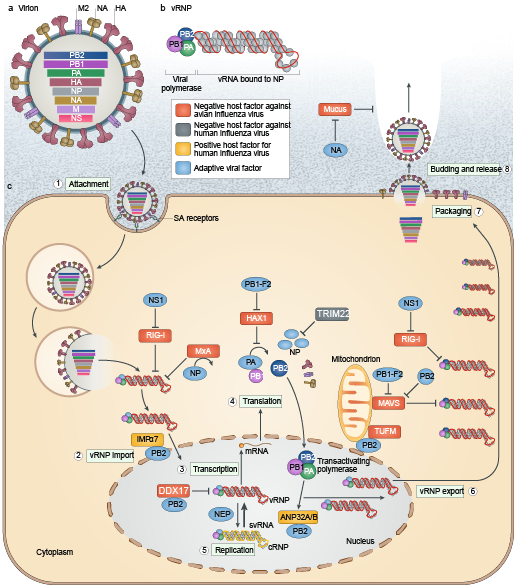 a Virion
M2 NA HA
PB2
PB1
PA
HA
NP
NA
M
NS
b vRNP
PB2
PB1
PA
Viral
polymerase
vRNA bound to NP
Negative host factor against
avian influenza virus
Negative host factor against
human influenza virus
Positive host factor for
human influenza virus
Adaptive viral factor
Mucus
NA
Budding and release 8
Packaging 7
c
1 Attachment
SA receptors
NS1
RIG-I
MxA
NP
IMPα7
PB2
2 vRNP import
PB1-F2
HAX1
PA
PB1
TRIM22
NP
PB2
4 Translation
3 Transcription
mRNA
Mitochondrion
NS1
RIG-I
PB1-F2
PB2
MAVS
TUFM
PB2
PB2
PB1
PA
Transactivating
polymerase
DDX17
PB2
vRNP
NEP
svRNA
cRNP
5 Replication
ANP32A/B
PB2
vRNP export 6
Nucleus
Cytoplasm